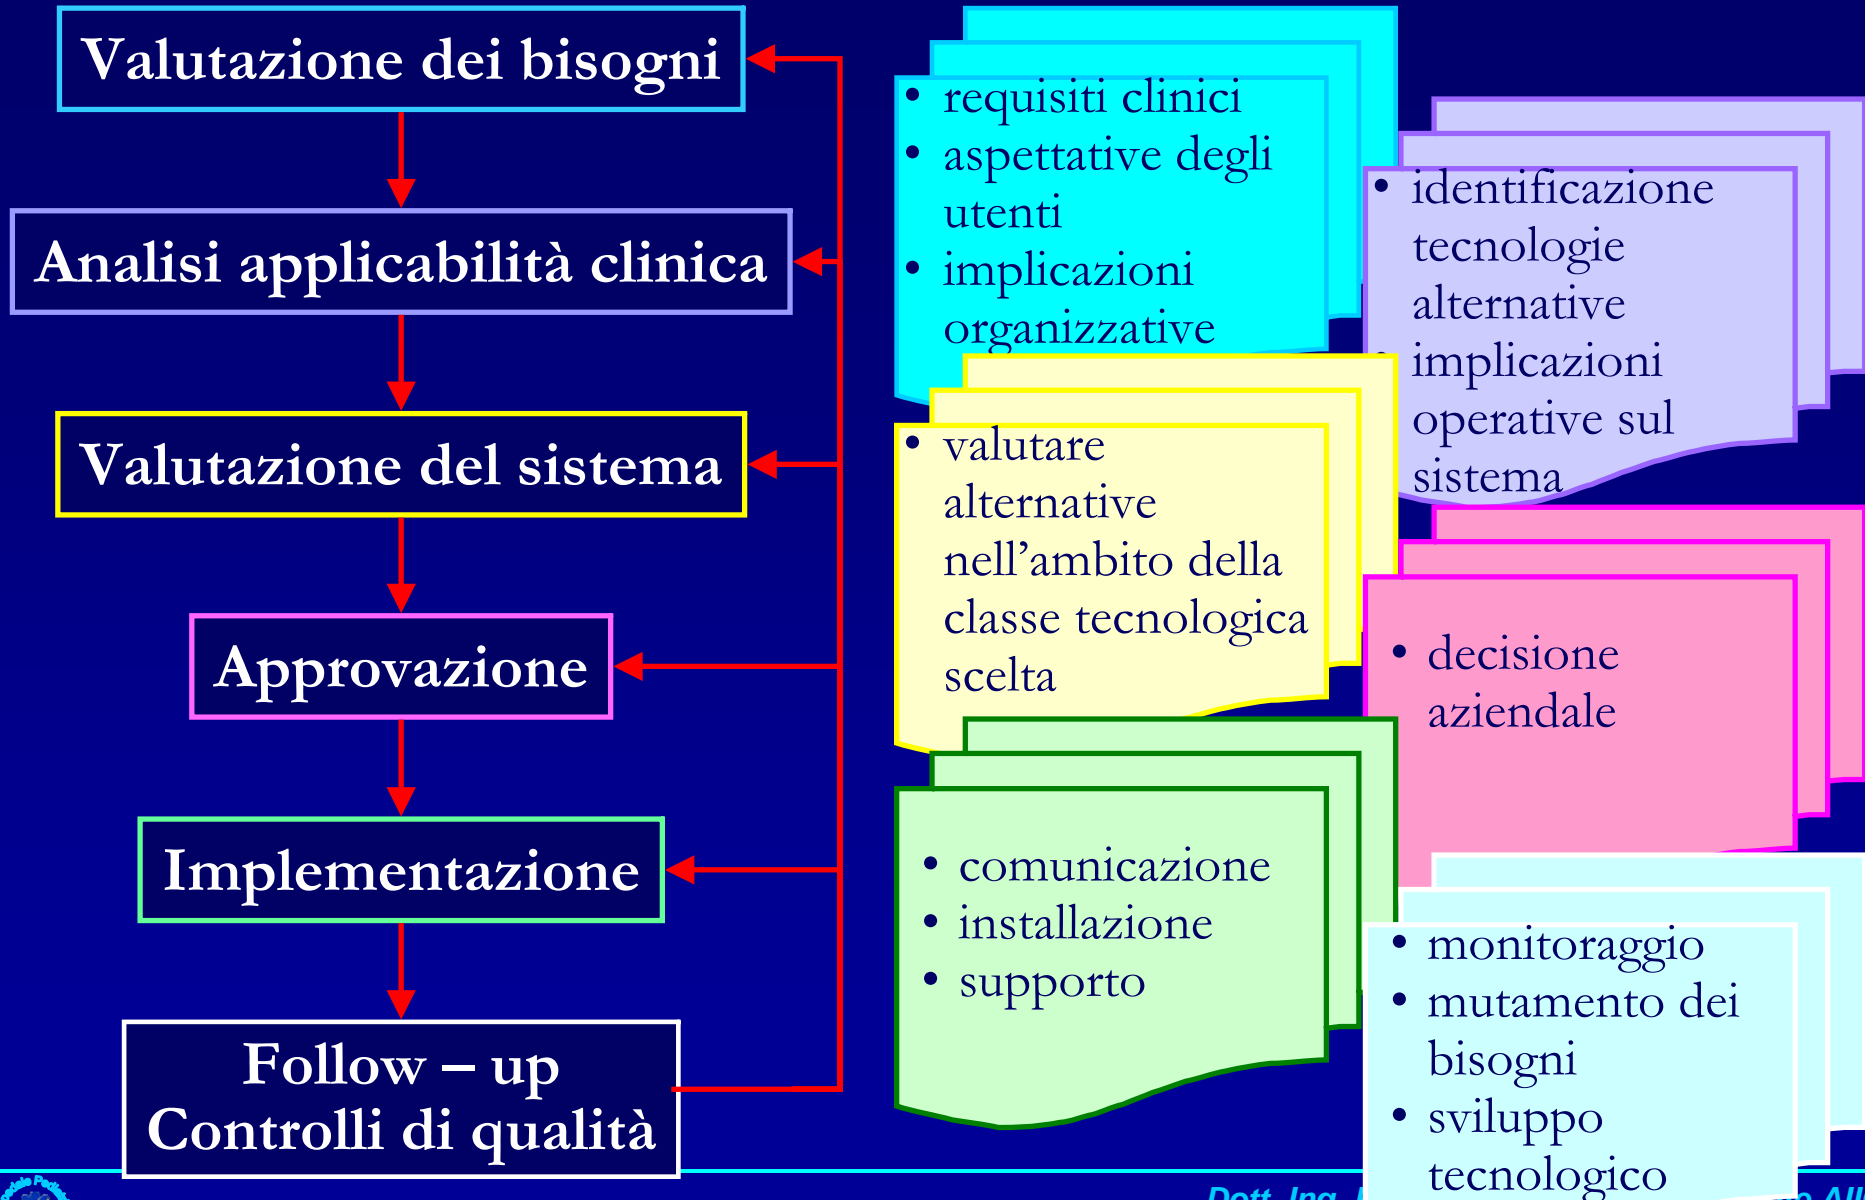 Valutazione dei bisogni
Analisi applicabilità clinica
Valutazione del sistema
Approvazione
Implementazione
Follow – up
Controlli di qualità
• requisiti clinici
• aspettative degli
utenti
• implicazioni
organizzative
• identificazione
tecnologie
alternative
• implicazioni
operative sul
sistema
• valutare
alternative
nell’ambito della
classe tecnologica
scelta
• decisione
aziendale
• comunicazione
• installazione
• supporto
• monitoraggio
• mutamento dei
bisogni
• sviluppo
tecnologico
Dott. Ing.